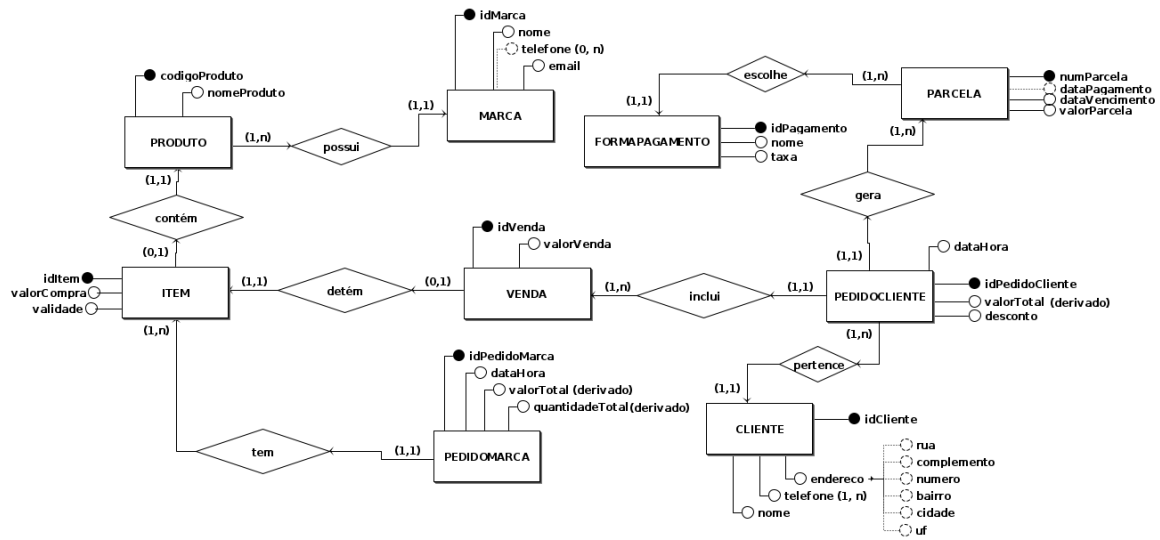 idMarca
nome
telefone (0, n)
email
codigoProduto
nomeProduto
PRODUTO
(1,n)
possui
(1,1)
MARCA
escolhe
(1,n)
(1,1)
PARCELA
numParcela
dataPagamento
dataVencimento
valorParcela
FORMAPAGAMENTO
idPagamento
nome
taxa
(1,n)
gera
(1,1)
(1,1)
contém
(0,1)
idItem
valorCompra
validade
ITEM
(1,n)
(1,1)
detém
(0,1)
idVenda
valorVenda
VENDA
(1,n)
inclui
(1,1)
dataHora
PEDIDOCLIENTE
idPedidoCliente
valorTotal (derivado)
desconto
(1,n)
pertence
(1,1)
idPedidoMarca
dataHora
valorTotal (derivado)
quantidadeTotal (derivado)
tem
(1,1)
PEDIDOMARCA
CLIENTE
idCliente
endereco
telefone (1, n)
nome
rua
complemento
numero
bairro
cidade
uf